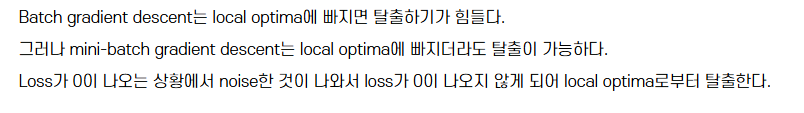 Batch gradient descent는 local optima에 빠지면 탈출하기가 힘들다.
그러나 mini-batch gradient descent는 local optima에 빠지더라도 탈출이 가능하다.
Loss가 0이 나오는 상황에서 noise한 것이 나와서 loss가 0이 나오지 않게 되어 local optima로부터 탈출한다.